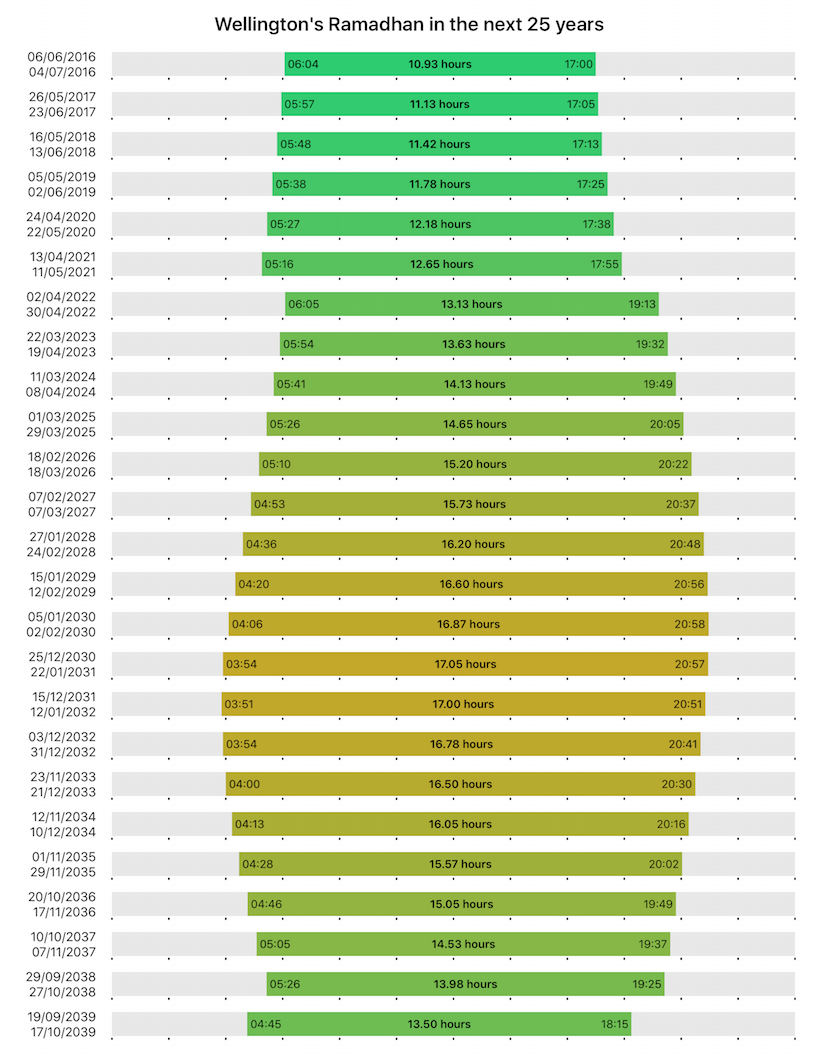 Wellington's Ramadhan in the next 25 years
06/06/2016
04/07/2016
06:04 10.93 hours 17:00
26/05/2017
23/06/2017
05:57 11.13 hours 17:05
16/05/2018
13/06/2018
05:48 11.42 hours 17:13
05/05/2019
02/06/2019
05:38 11.78 hours 17:25
24/04/2020
22/05/2020
05:27 12.18 hours 17:38
13/04/2021
11/05/2021
05:16 12.65 hours 17:55
02/04/2022
30/04/2022
06:05 13.13 hours 19:13
22/03/2023
19/04/2023
05:54 13.63 hours 19:32
11/03/2024
08/04/2024
05:41 14.13 hours 19:49
01/03/2025
29/03/2025
05:26 14.65 hours 20:05
18/02/2026
18/03/2026
05:10 15.20 hours 20:22
07/02/2027
07/03/2027
04:53 15.73 hours 20:37
27/01/2028
24/02/2028
04:36 16.20 hours 20:48
15/01/2029
12/02/2029
04:20 16.60 hours 20:56
05/01/2030
02/02/2030
04:06 16.87 hours 20:58
25/12/2030
22/01/2031
03:54 17.05 hours 20:57
15/12/2031
12/01/2032
03:51 17.00 hours 20:51
03/12/2032
31/12/2032
03:54 16.78 hours 20:41
23/11/2033
21/12/2033
04:00 16.50 hours 20:30
12/11/2034
10/12/2034
04:13 16.05 hours 20:16
01/11/2035
29/11/2035
04:28 15.57 hours 20:02
20/10/2036
17/11/2036
04:46 15.05 hours 19:49
10/10/2037
07/11/2037
05:05 14.53 hours 19:37
29/09/2038
27/10/2038
05:26 13.98 hours 19:25
19/09/2039
17/10/2039
04:45 13.50 hours 18:15